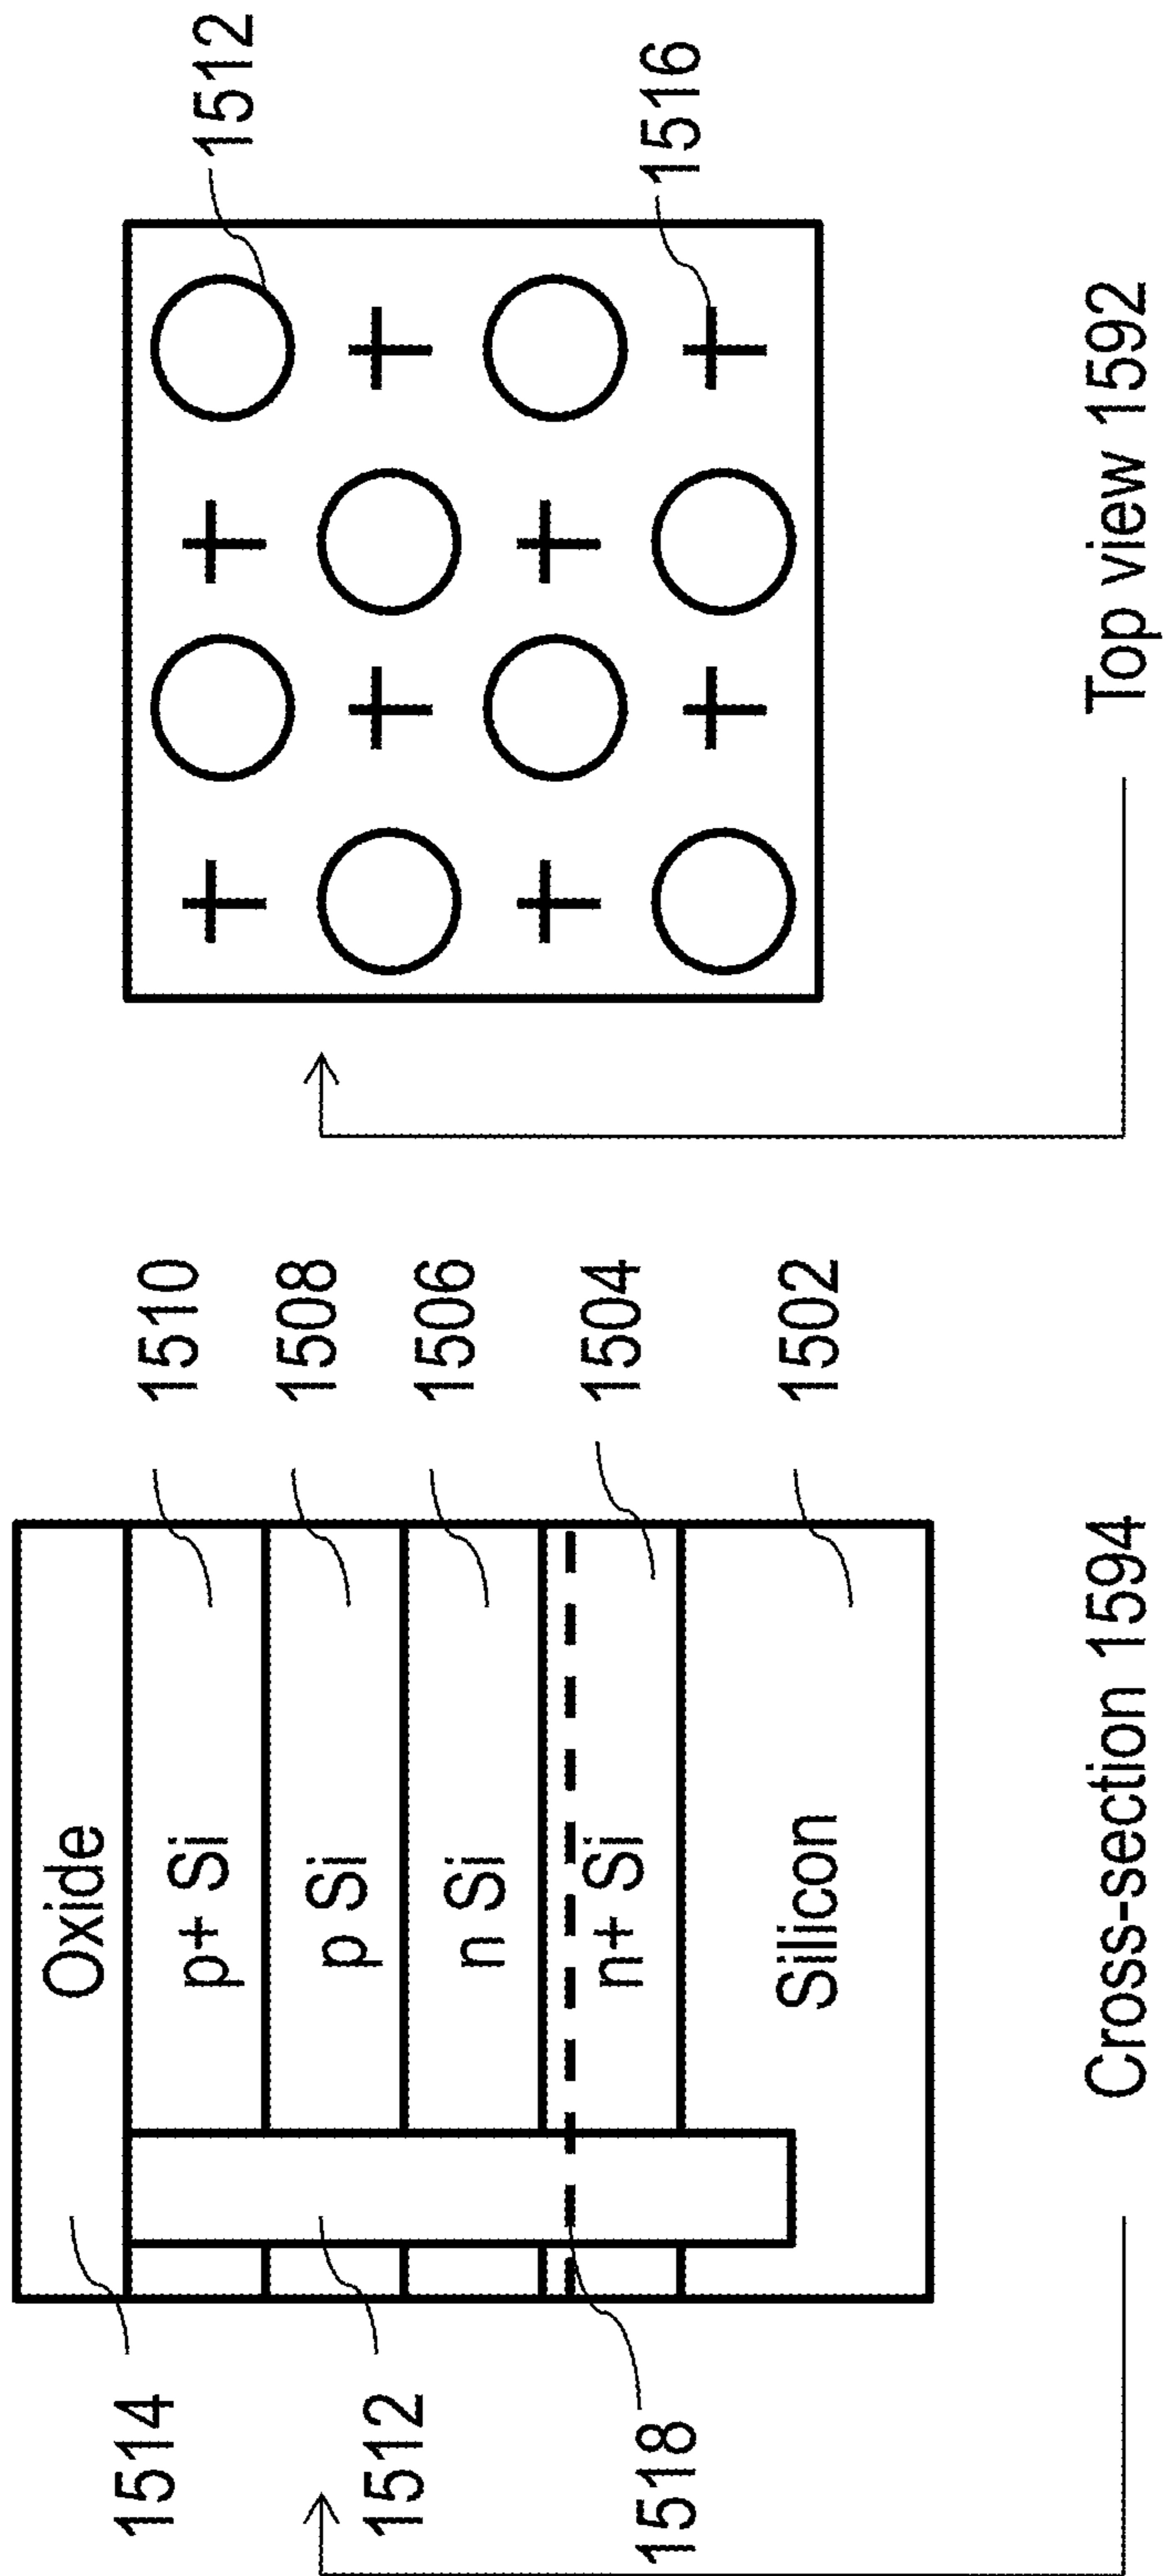 1514
1512
1518
Oxide
p+ Si
p Si
n Si
n+ Si
Silicon
1510
1508
1506
1504
1502
Cross-section 1594
1512
1516
Top view 1592